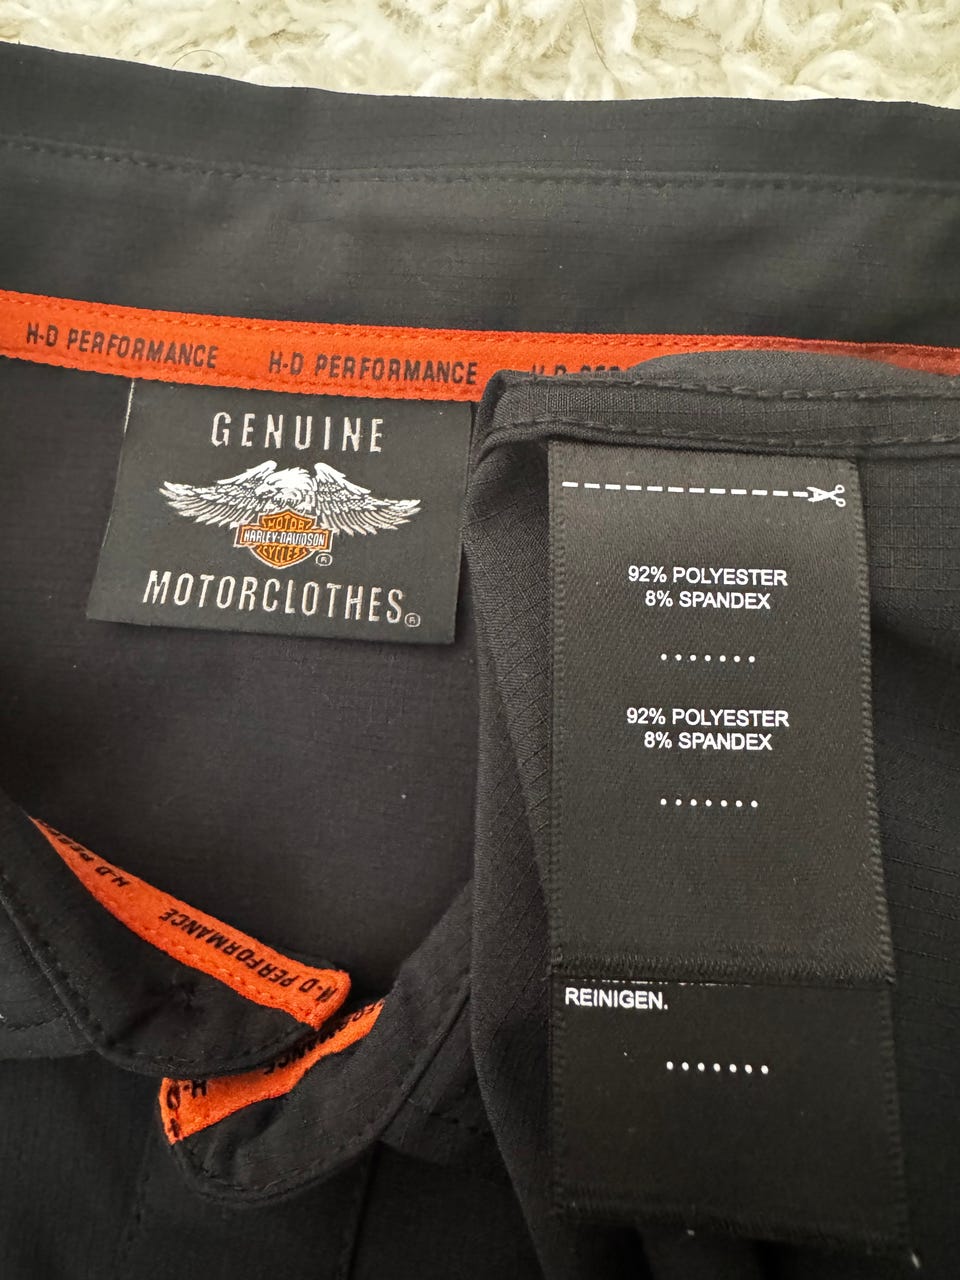 H-D PERFORMANCE H-D PERFORMANCE
GENUINE
MOTOR
HARLEY-DAVIDSON
CYCLES
®
MOTORCLOTHES®
92% POLYESTER
8% SPANDEX
.......
92% POLYESTER
8% SPANDEX
.......
REINIGEN.
.......
H-D
H-D PERFORMANCE
H-D